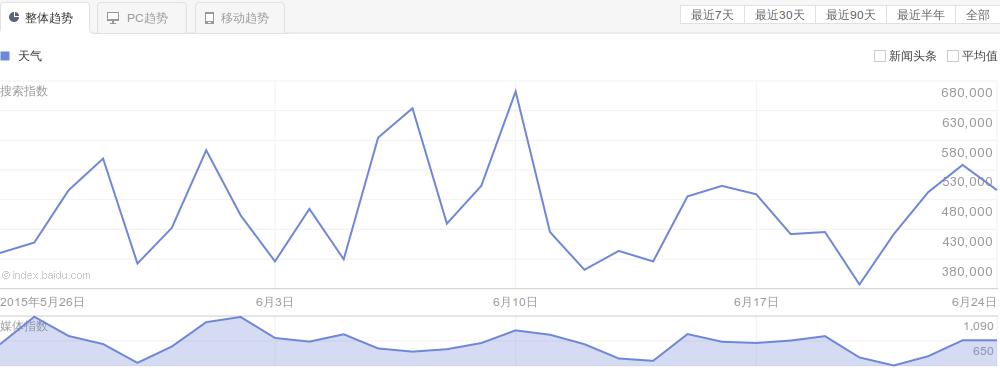 整体趋势 PC趋势 移动趋势 最近7天 最近30天 最近90天 最近半年 全部
天气 新闻头条 平均值
搜索指数
680,000
630,000
580,000
530,000
480,000
430,000
380,000
© index.baidu.com
2015年5月26日 6月3日 6月10日 6月17日 6月24日
媒体指数
1,090
650